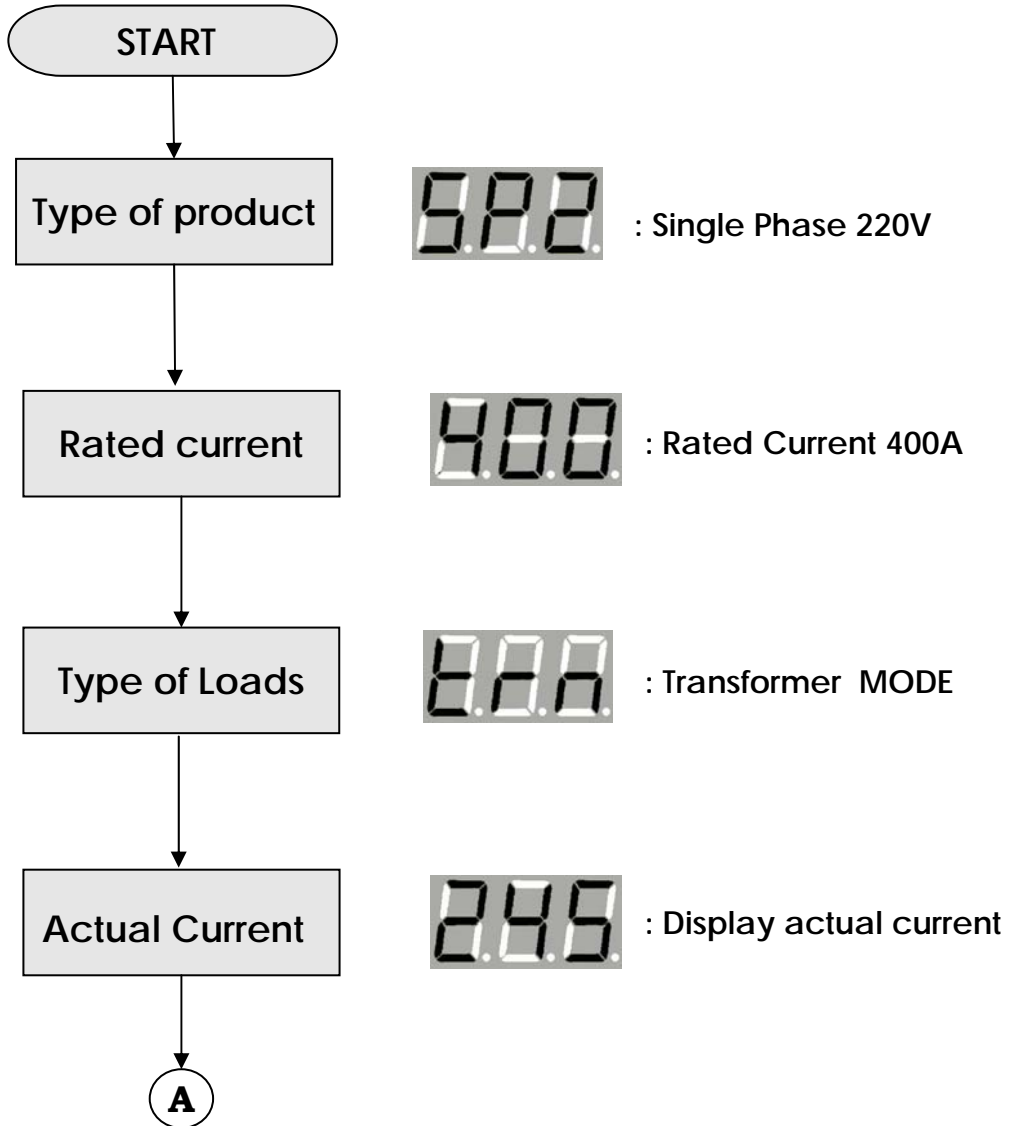 START
Type of product
SP2 : Single Phase 220V
Rated current
400 : Rated Current 400A
Type of Loads
trn : Transformer MODE
Actual Current
245 : Display actual current
A